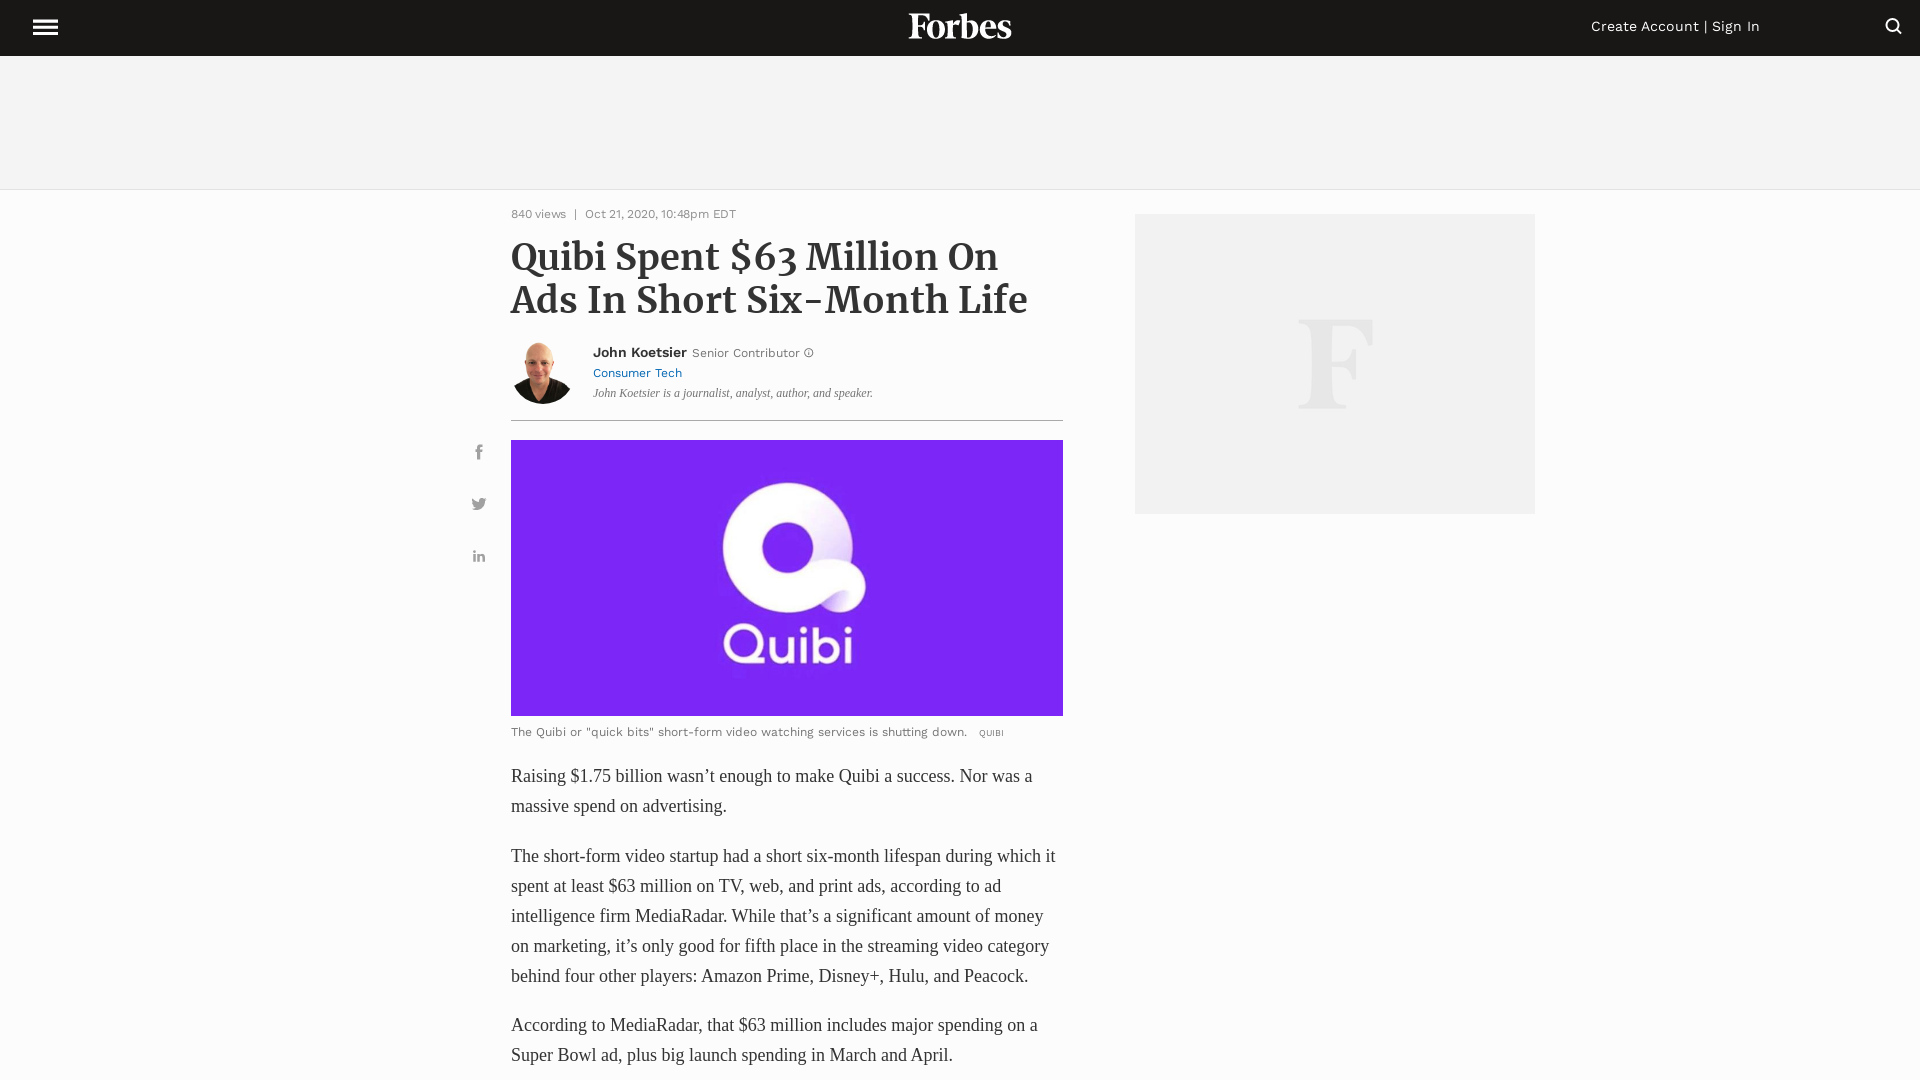 Forbes
Create Account | Sign In
840 views | Oct 21, 2020, 10:48pm EDT
Quibi Spent $63 Million On
Ads In Short Six-Month Life
John Koetsier Senior Contributor
Consumer Tech
John Koetsier is a journalist, analyst, author, and speaker.
F
Quibi
The Quibi or "quick bits" short-form video watching services is shutting down. QUIBI
Raising $1.75 billion wasn’t enough to make Quibi a success. Nor was a
massive spend on advertising.
The short-form video startup had a short six-month lifespan during which it
spent at least $63 million on TV, web, and print ads, according to ad
intelligence firm MediaRadar. While that’s a significant amount of money
on marketing, it’s only good for fifth place in the streaming video category
behind four other players: Amazon Prime, Disney+, Hulu, and Peacock.
According to MediaRadar, that $63 million includes major spending on a
Super Bowl ad, plus big launch spending in March and April.